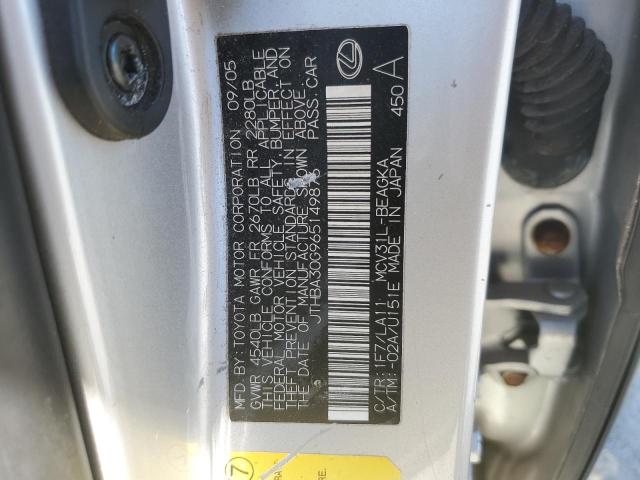 MFD.BY:TOYOTA MOTOR CORPORATION 09/05
GVWR 4540LB GAWR FR 2670LB RR 2280LB
THIS VEHICLE CONFORMS TO ALL APPLICABLE
FEDERAL MOTOR VEHICLE SAFETY, BUMPER, AND
THEFT PREVENTION STANDARDS IN EFFECT ON
THE DATE OF MANUFACTURE SHOWN ABOVE.
PASS. CAR
C/TR: 1F7/LA11 MCV31L-BEAGKA
A/TM: -02A/U151E MADE IN JAPAN
450 A
7